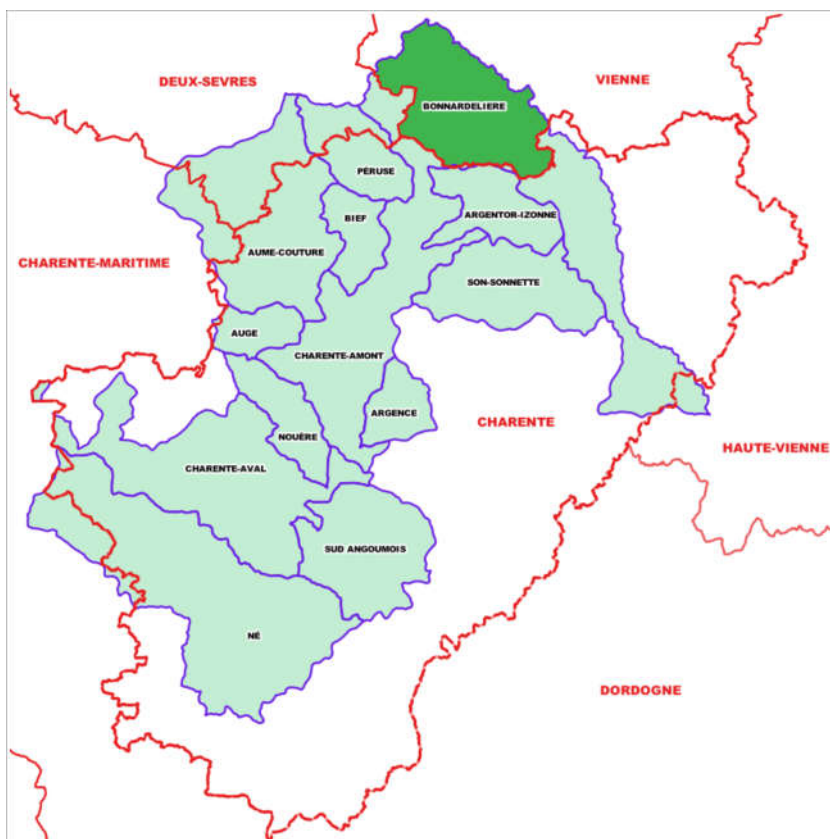 DEUX-SEVRES
VIENNE
BONNARDELIERE
PÉRUSE
BIEF
ARGENTOR-IZONNE
AUME-COUTURE
CHARENTE-MARITIME
SON-SONNETTE
AUGE
CHARENTE-AMONT
ARGENCE
CHARENTE
NOUÈRE
HAUTE-VIENNE
CHARENTE-AVAL
SUD ANGOUMOIS
NÉ
DORDOGNE